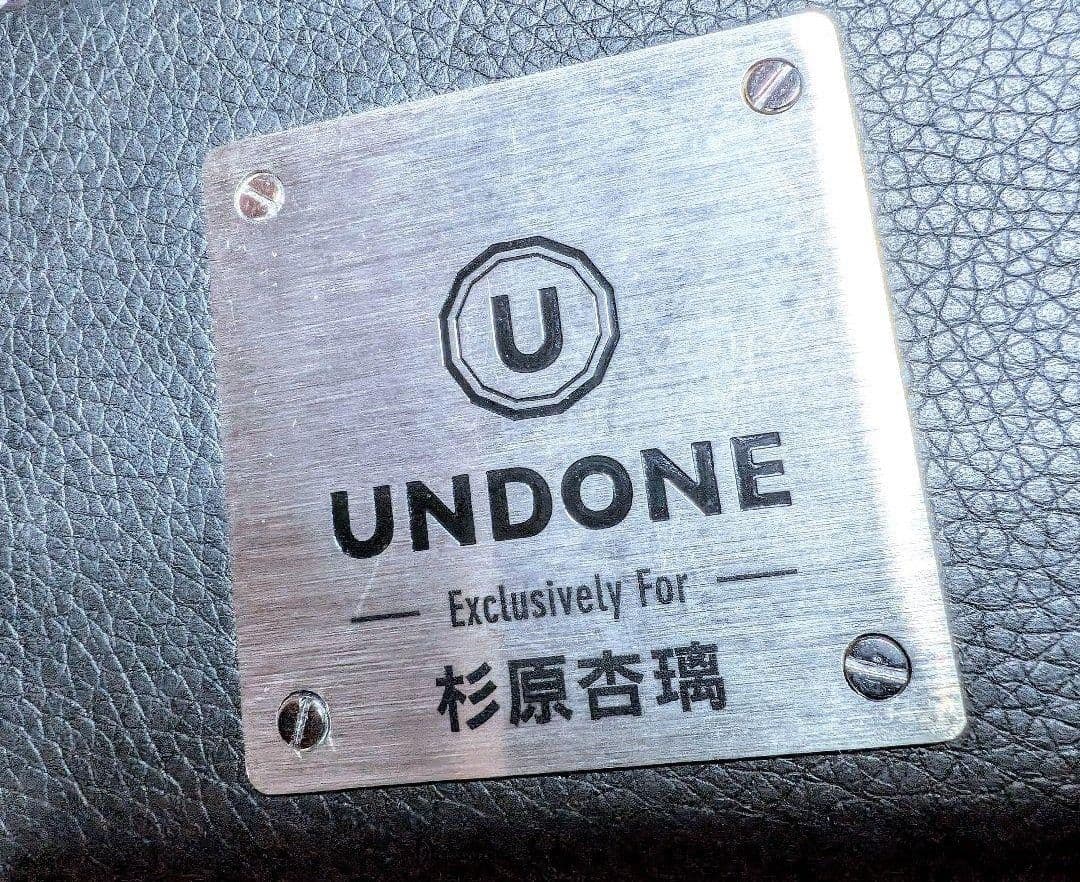 U
UNDONE
Exclusively For
杉原杏璃